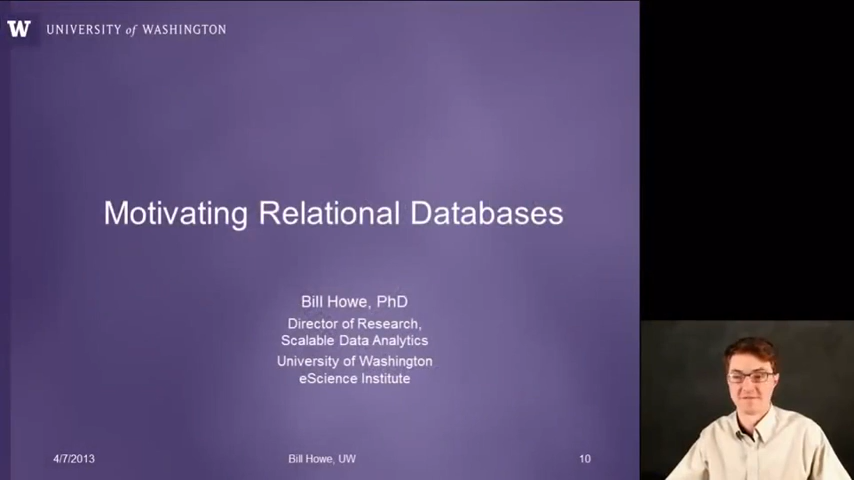 W UNIVERSITY of WASHINGTON
Motivating Relational Databases
Bill Howe, PhD
Director of Research,
Scalable Data Analytics
University of Washington
eScience Institute
4/7/2013 Bill Howe, UW 10